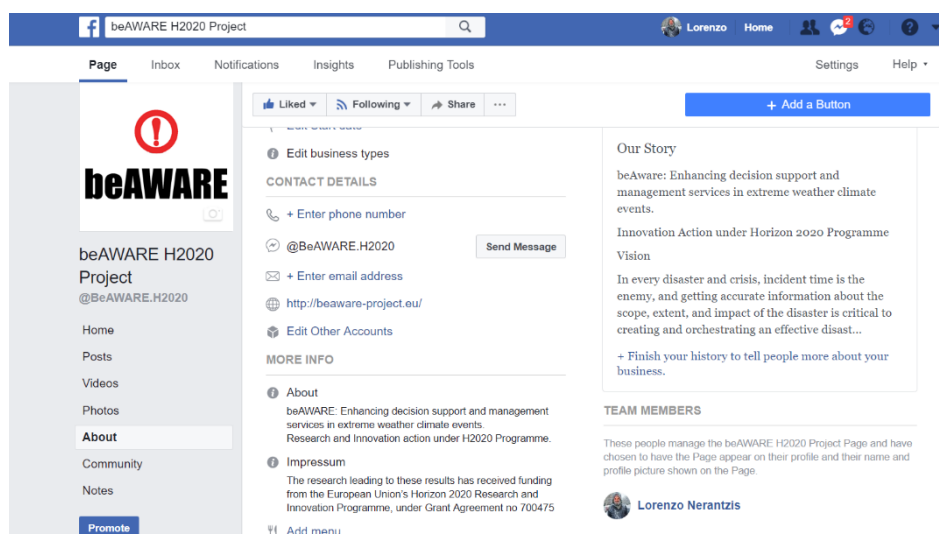 beAWARE H2020 Project
Lorenzo Home 2
Page Inbox Notifications Insights Publishing Tools Settings Help
beAWARE
beAWARE H2020
Project
@BeAWARE.H2020
Home
Posts
Videos
Photos
About
Community
Notes
Promote
Liked Following Share ...
+ Add a Button
Edit business types
CONTACT DETAILS
+ Enter phone number
@BeAWARE.H2020 Send Message
+ Enter email address
http://beaware-project.eu/
Edit Other Accounts
MORE INFO
About
beAWARE: Enhancing decision support and management
services in extreme weather climate events.
Research and Innovation action under H2020 Programme.
Impressum
The research leading to these results has received funding
from the European Union's Horizon 2020 Research and
Innovation Programme, under Grant Agreement no 700475
Add menu
Our Story
beAware: Enhancing decision support and
management services in extreme weather climate
events.
Innovation Action under Horizon 2020 Programme
Vision
In every disaster and crisis, incident time is the
enemy, and getting accurate information about the
scope, extent, and impact of the disaster is critical to
creating and orchestrating an effective disast...
+ Finish your history to tell people more about your
business.
TEAM MEMBERS
These people manage the beAWARE H2020 Project Page and have
chosen to have the Page appear on their profile and their name and
profile picture shown on the Page.
Lorenzo Nerantzis